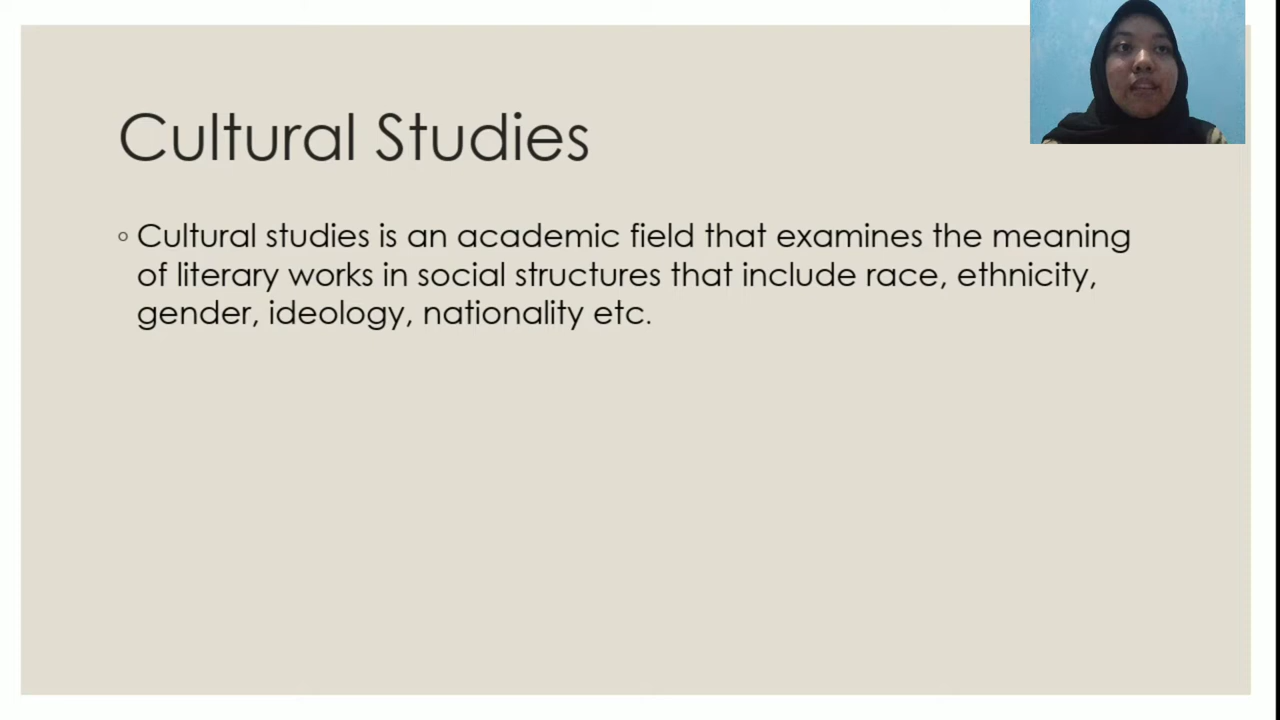 Cultural Studies
◦ Cultural studies is an academic field that examines the meaning
of literary works in social structures that include race, ethnicity,
gender, ideology, nationality etc.